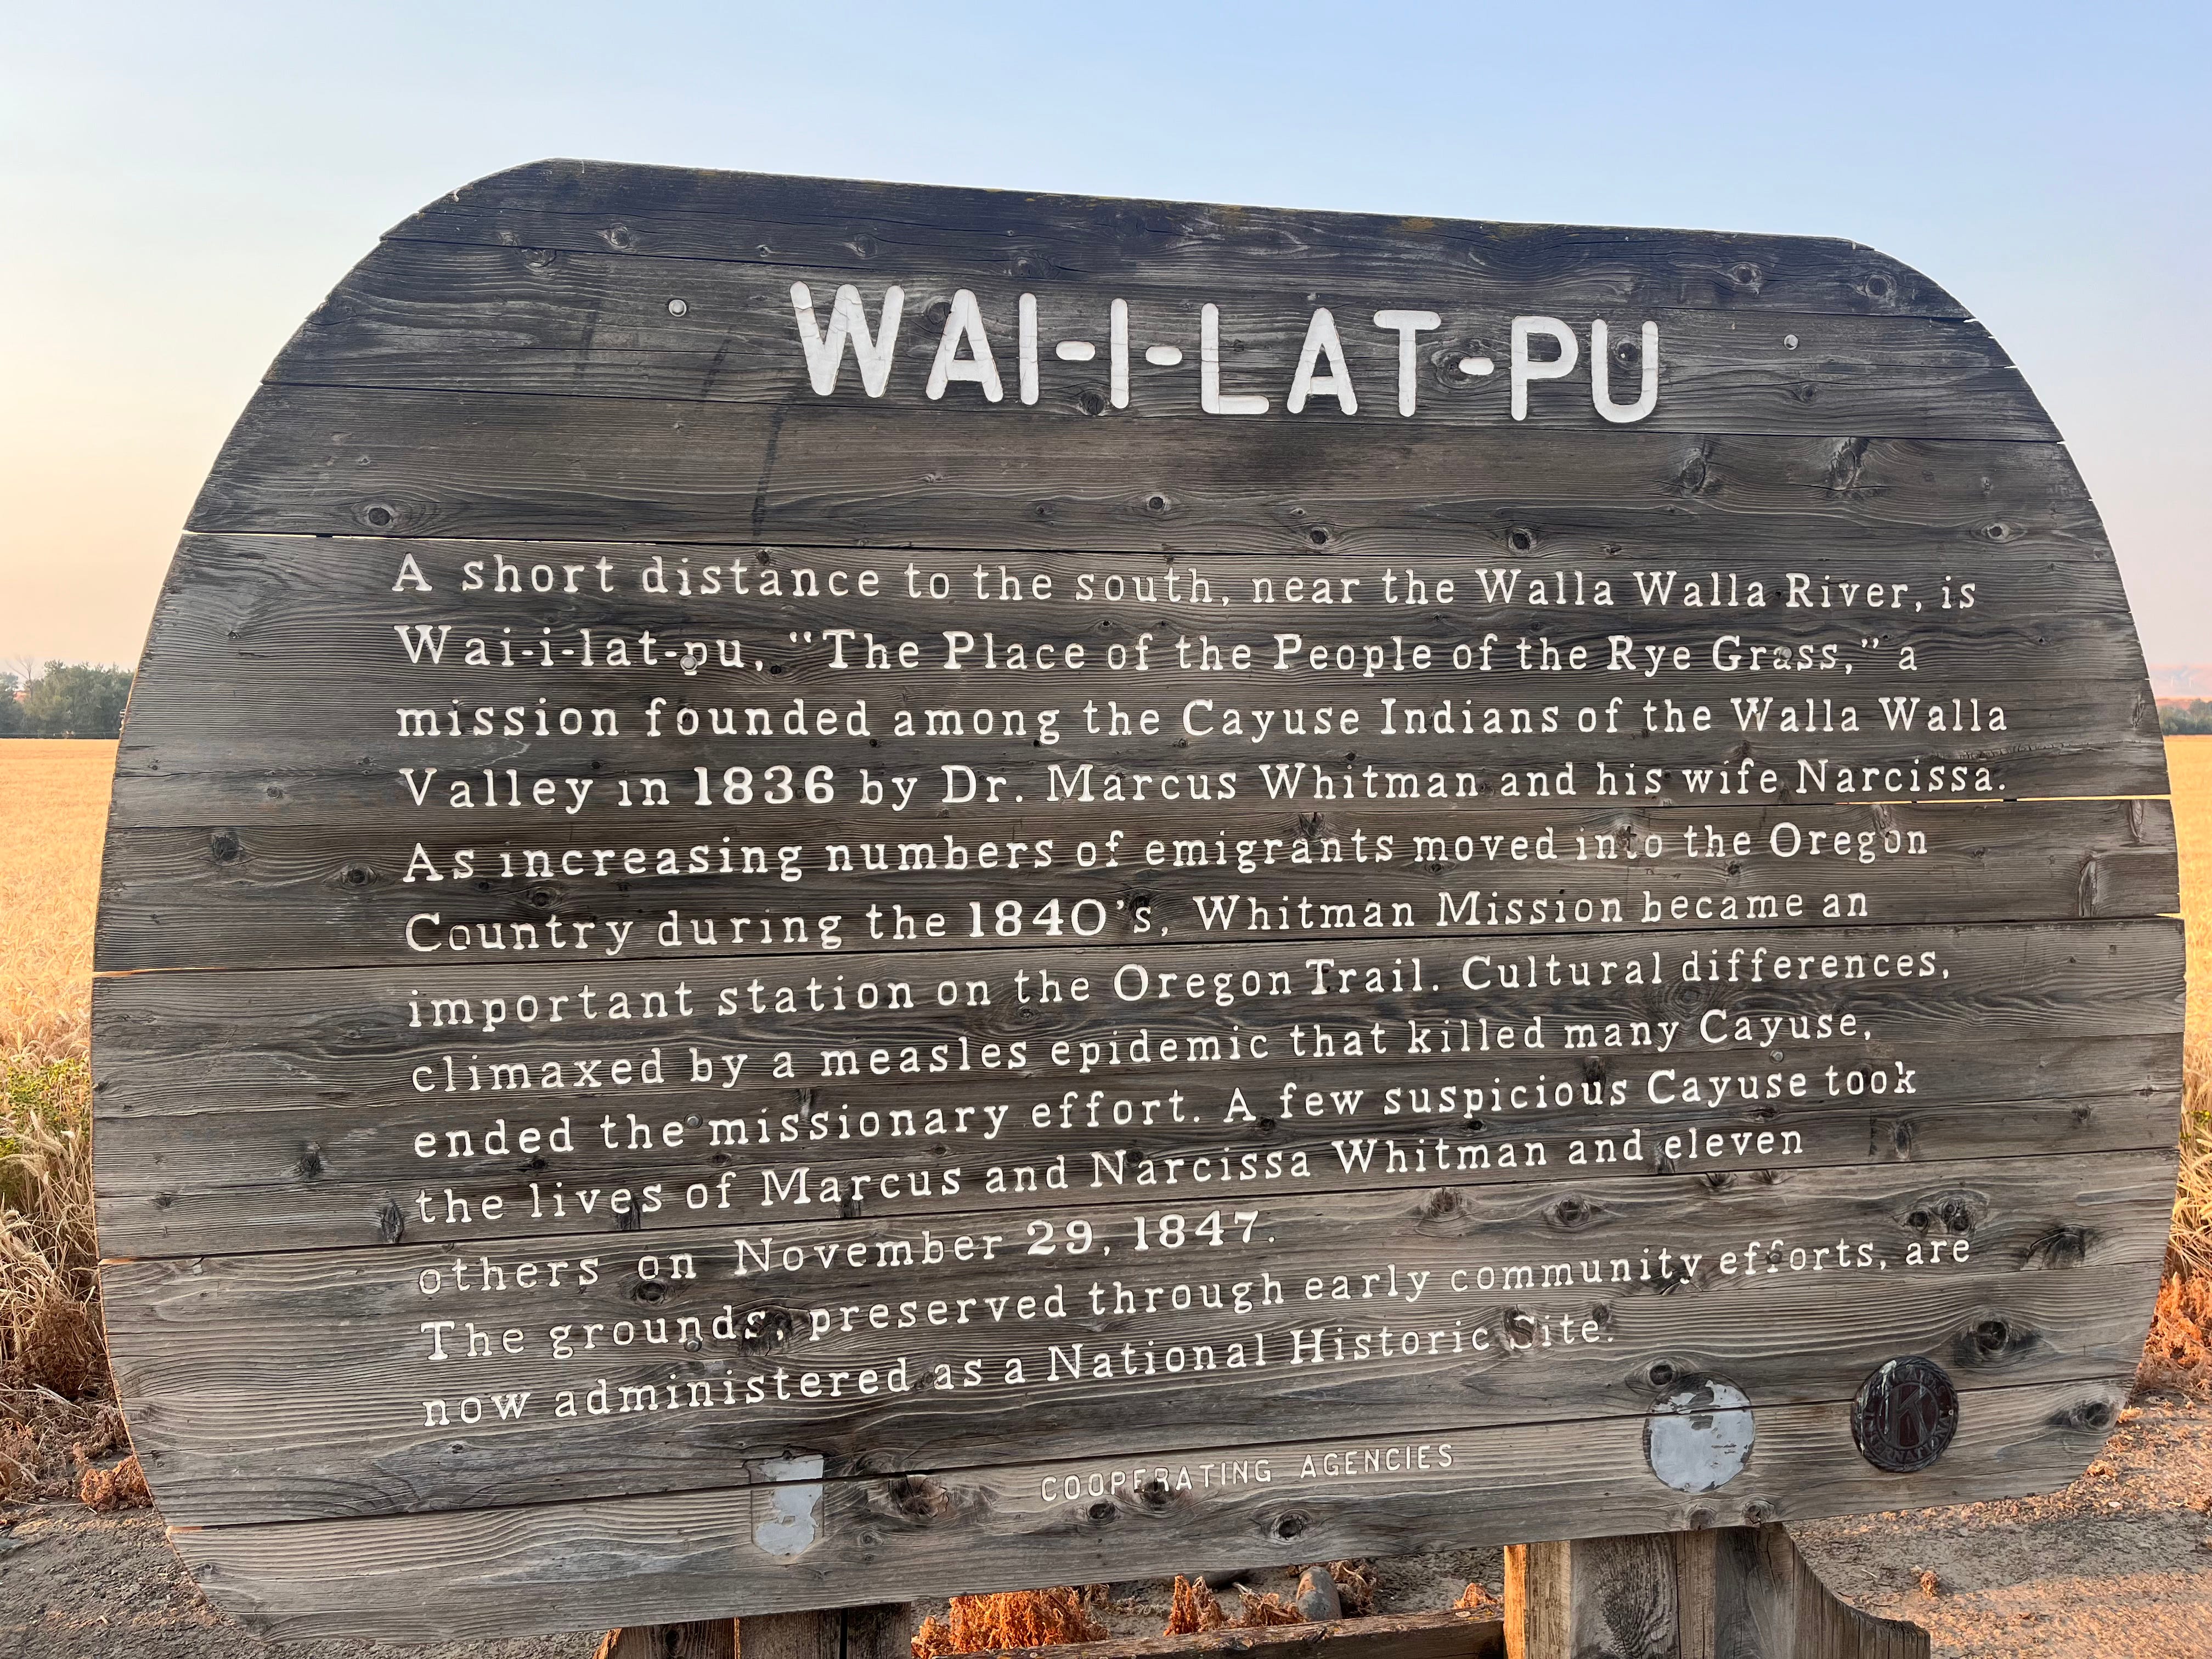 WAI-I-LAT-PU
A short distance to the south, near the Walla Walla River, is
Wai-i-lat-pu, "The Place of the People of the Rye Grass," a
mission founded among the Cayuse Indians of the Walla Walla
Valley in 1836 by Dr. Marcus Whitman and his wife Narcissa.
As increasing numbers of emigrants moved into the Oregon
Country during the 1840's, Whitman Mission became an
important station on the Oregon Trail. Cultural differences,
climaxed by a measles epidemic that killed many Cayuse,
ended the missionary effort. A few suspicious Cayuse took
the lives of Marcus and Narcissa Whitman and eleven
others on November 29, 1847.
The grounds, preserved through early community efforts, are
now administered as a National Historic Site.
COOPERATING AGENCIES
K